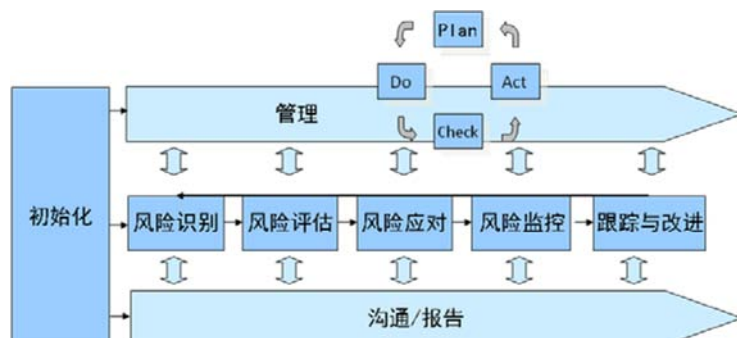 Plan
Do
Act
管理
Check
初始化
风险识别
风险评估
风险应对
风险监控
跟踪与改进
沟通/报告